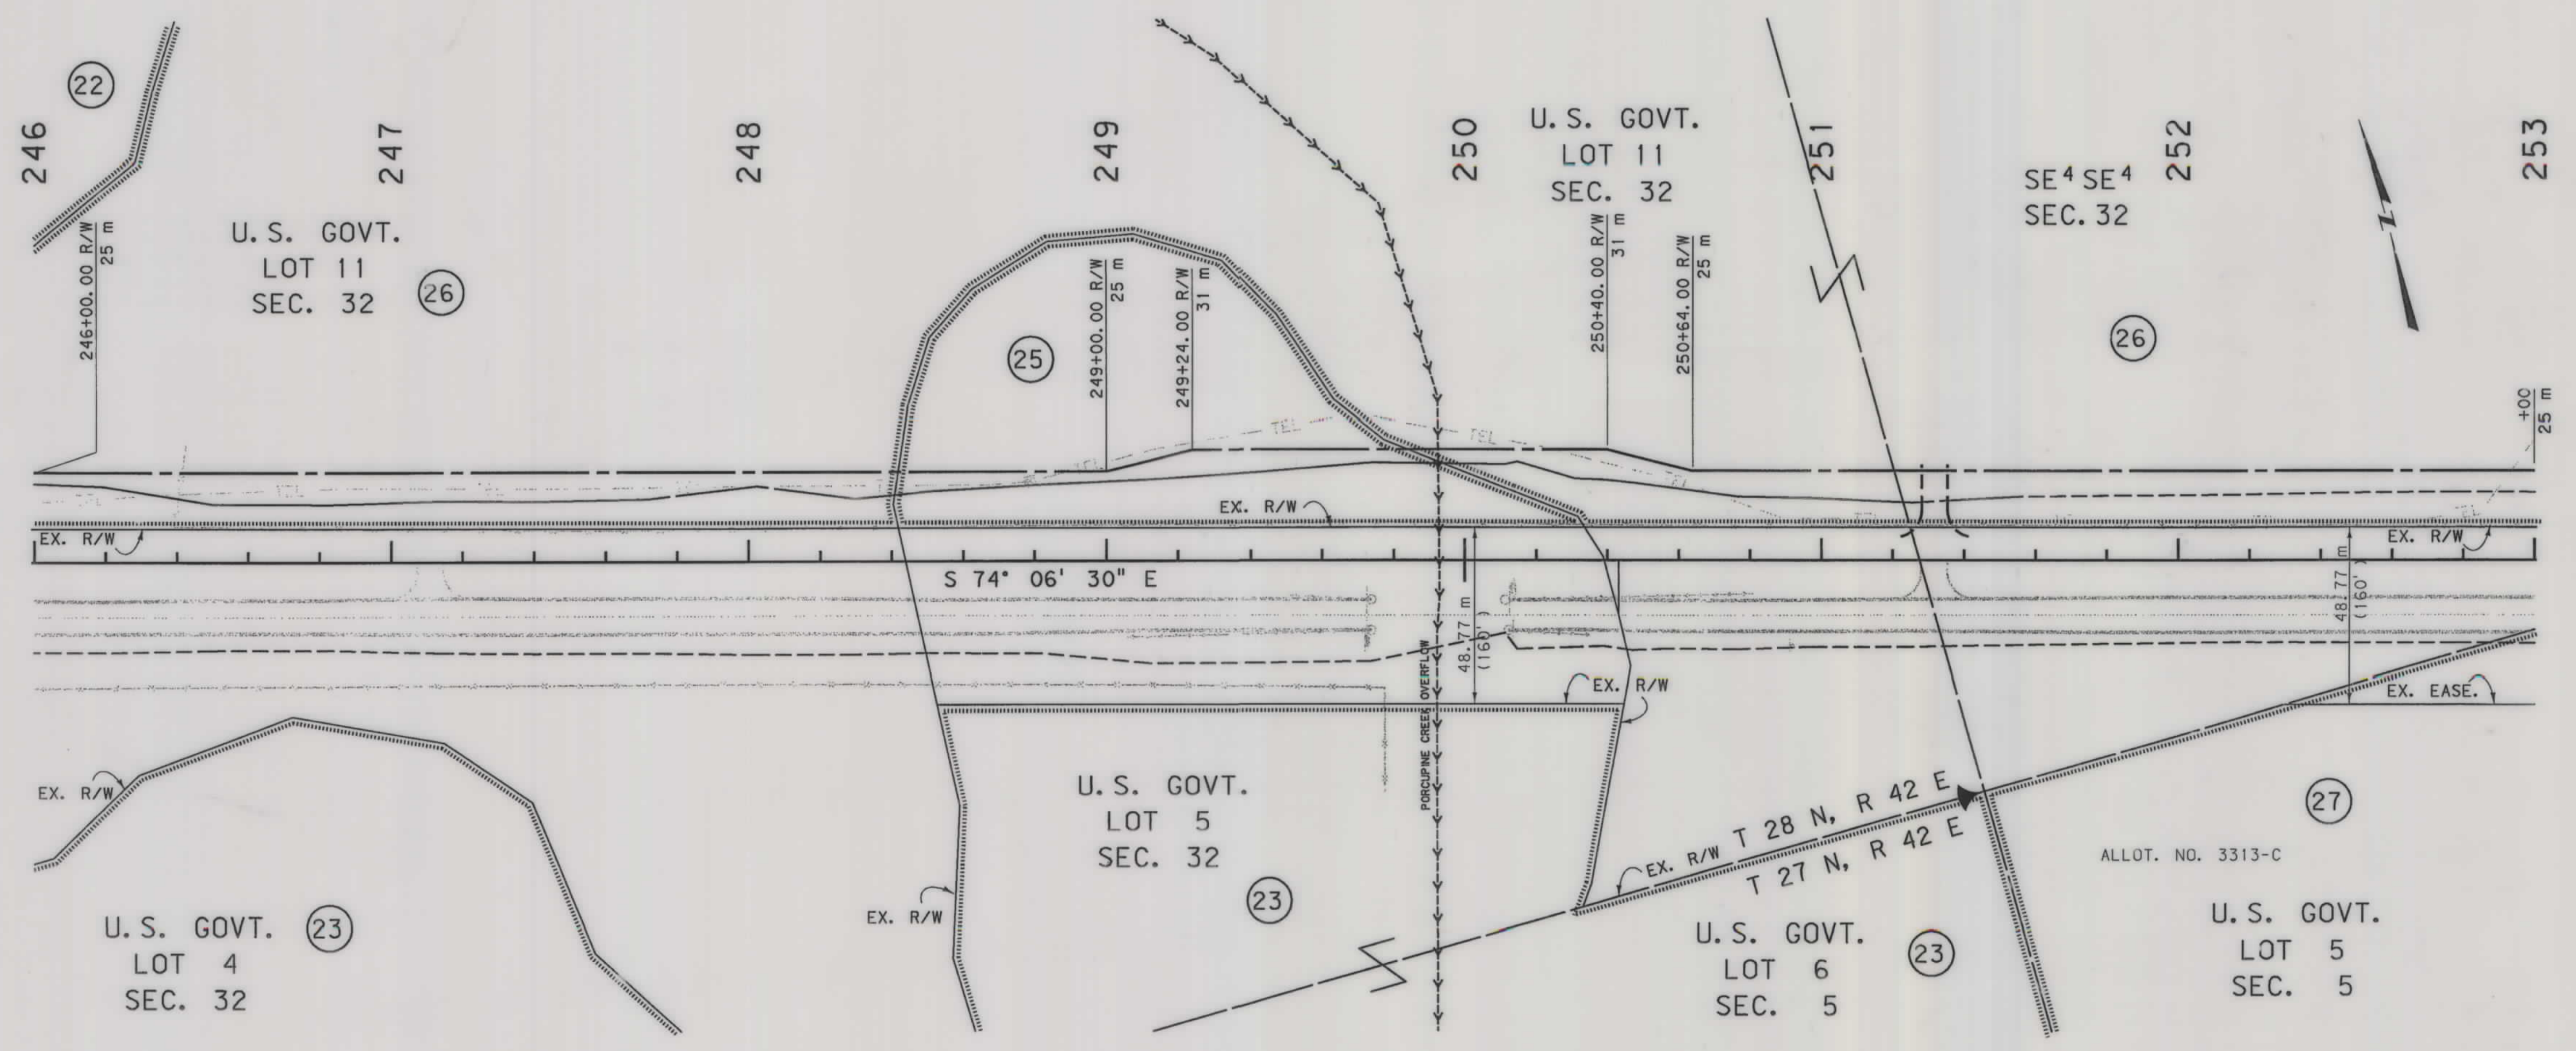 22
246
247
248
249
250
251
252
253
U.S. GOVT.
LOT 11
SEC. 32
26
U.S. GOVT.
LOT 11
SEC. 32
SE⁴ SE⁴
SEC. 32
26
25
246+00.00 R/W
25 m
249+00.00 R/W
25 m
249+24.00 R/W
31 m
250+40.00 R/W
31 m
250+64.00 R/W
25 m
+00
25 m
TEL
TEL
TEL
TEL
TEL
TEL
TEL
EX. R/W
EX. R/W
EX. R/W
S 74° 06' 30" E
48.77 m
(160')
48.77 m
(160')
PORCUPINE CREEK OVERFLOW
EX. R/W
EX. EASE.
EX. R/W
U.S. GOVT.
LOT 5
SEC. 32
23
EX. R/W
EX. R/W
T 28 N, R 42 E
T 27 N, R 42 E
27
ALLOT. NO. 3313-C
U.S. GOVT.
LOT 4
SEC. 32
23
U.S. GOVT.
LOT 6
SEC. 5
23
U.S. GOVT.
LOT 5
SEC. 5